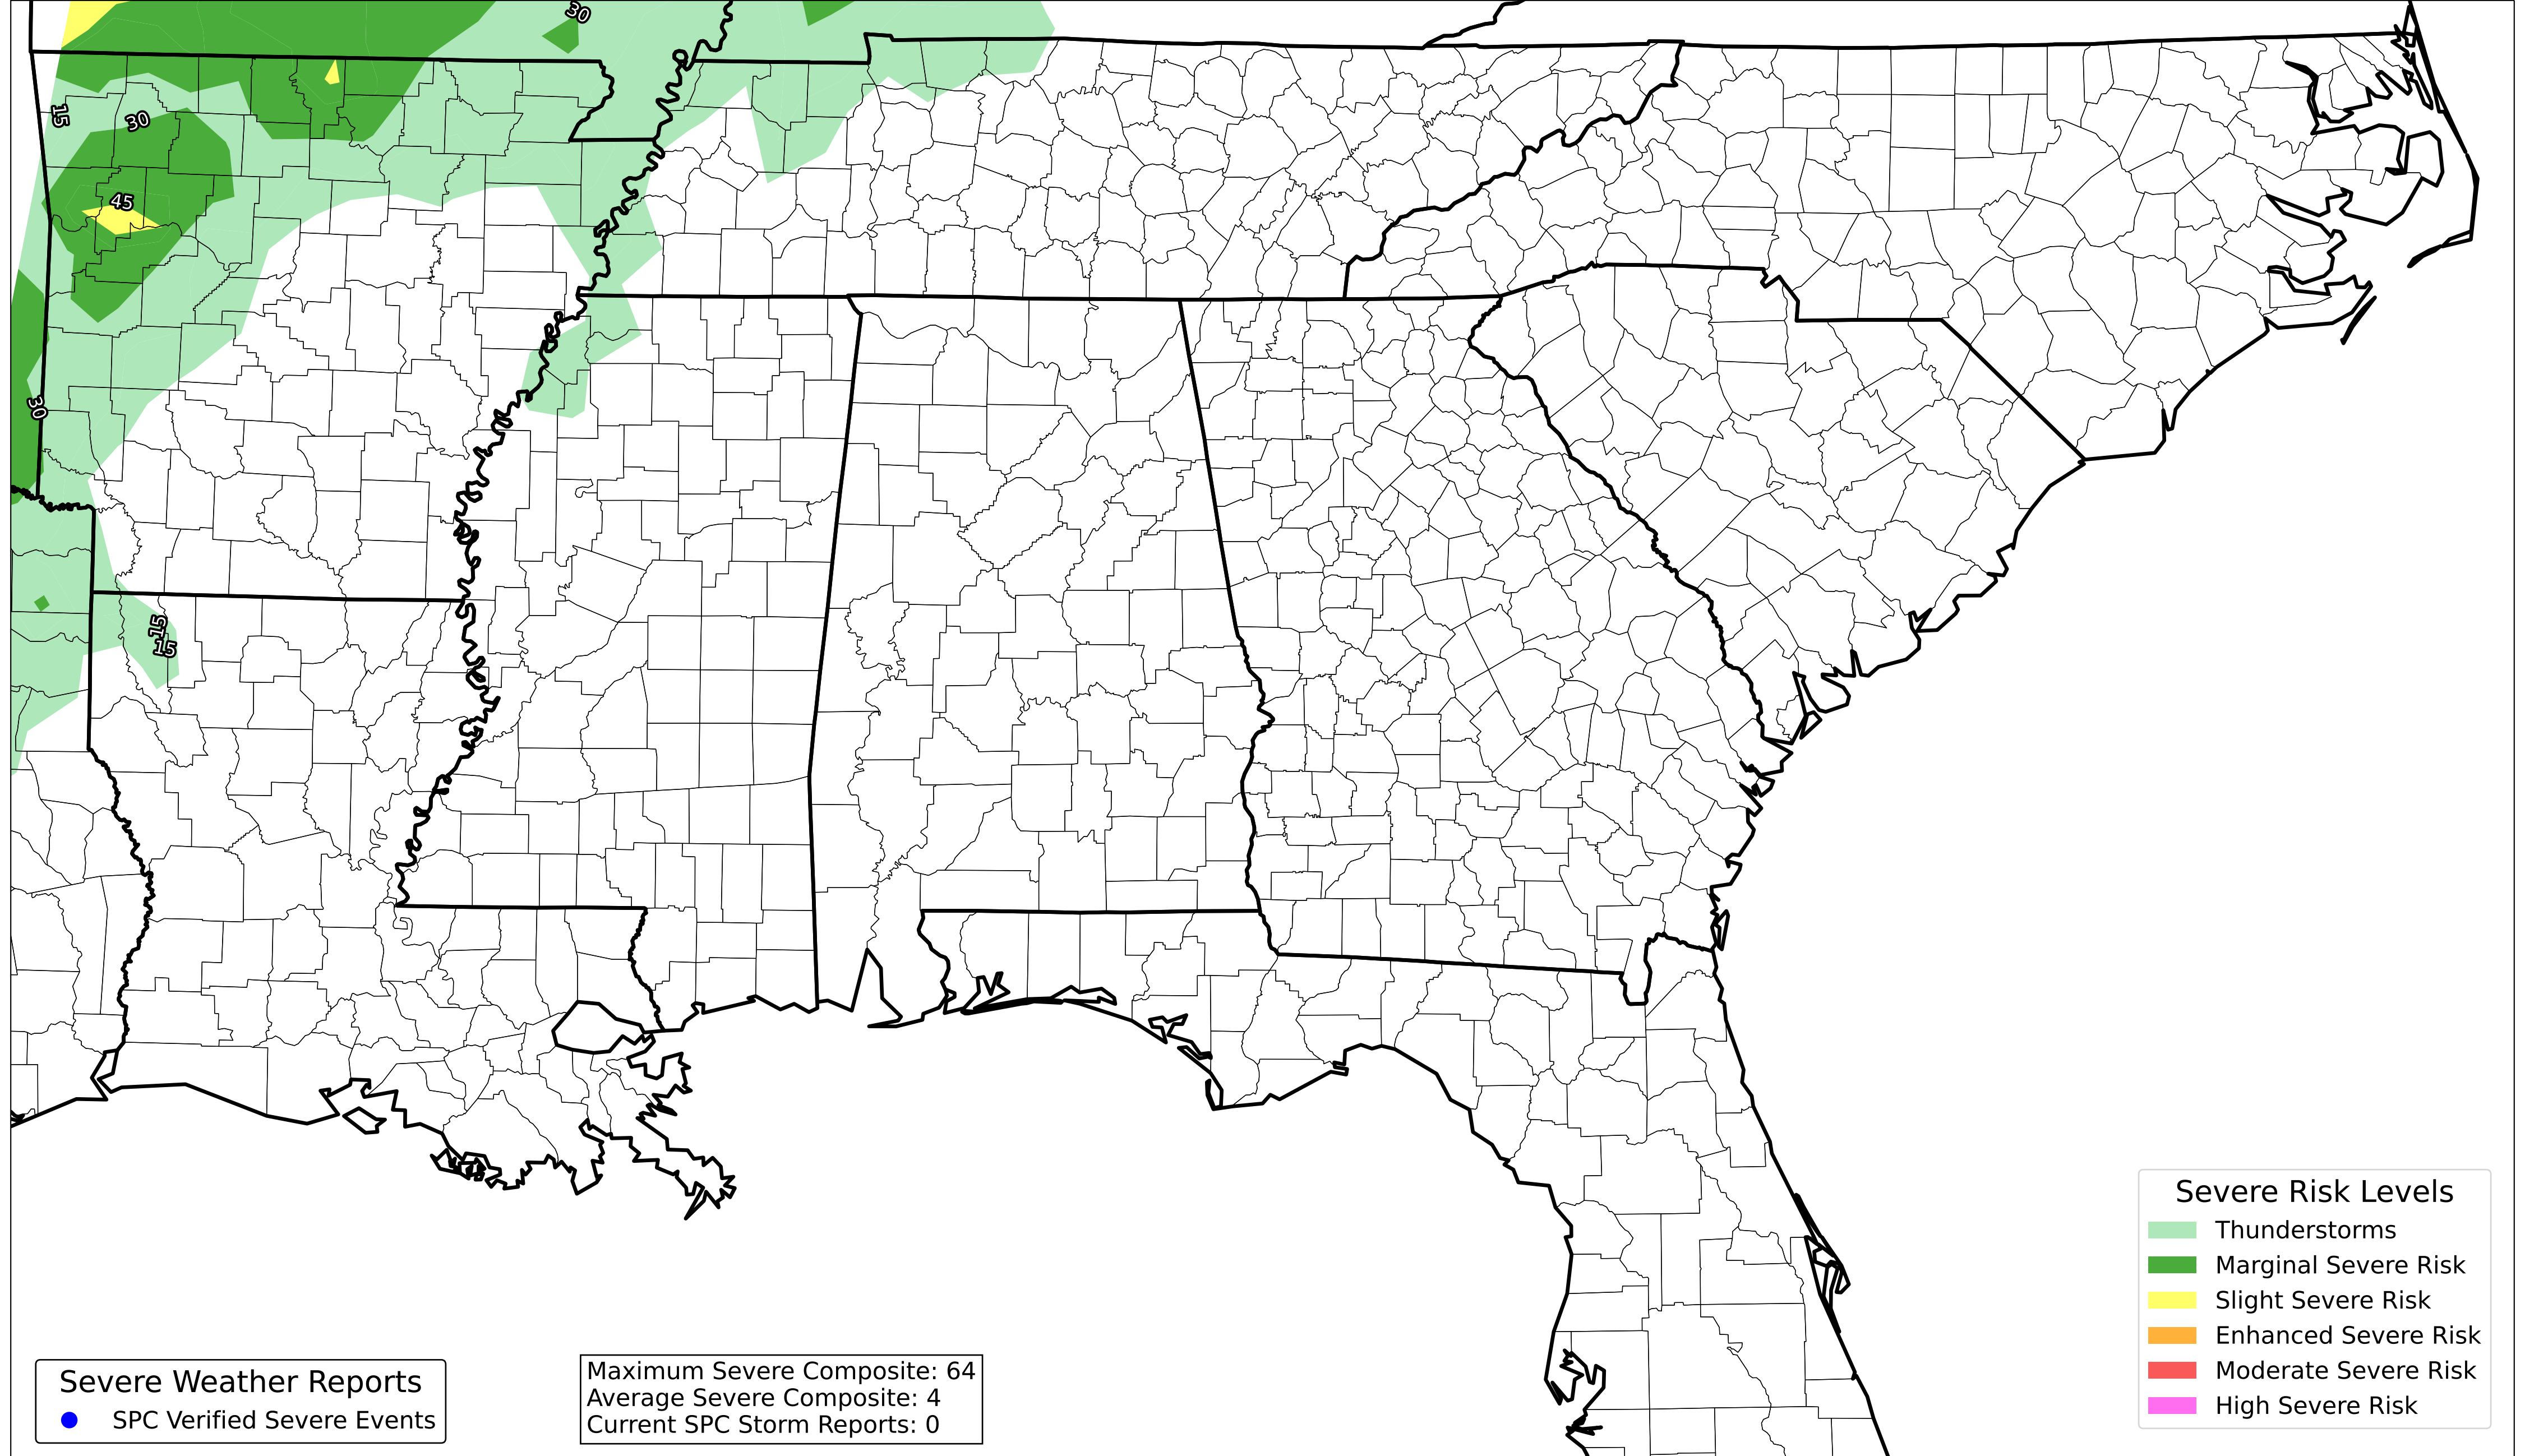 30
15
30
45
30
15
15
Severe Risk Levels
Thunderstorms
Marginal Severe Risk
Slight Severe Risk
Enhanced Severe Risk
Moderate Severe Risk
High Severe Risk
Severe Weather Reports
SPC Verified Severe Events
Maximum Severe Composite: 64
Average Severe Composite: 4
Current SPC Storm Reports: 0